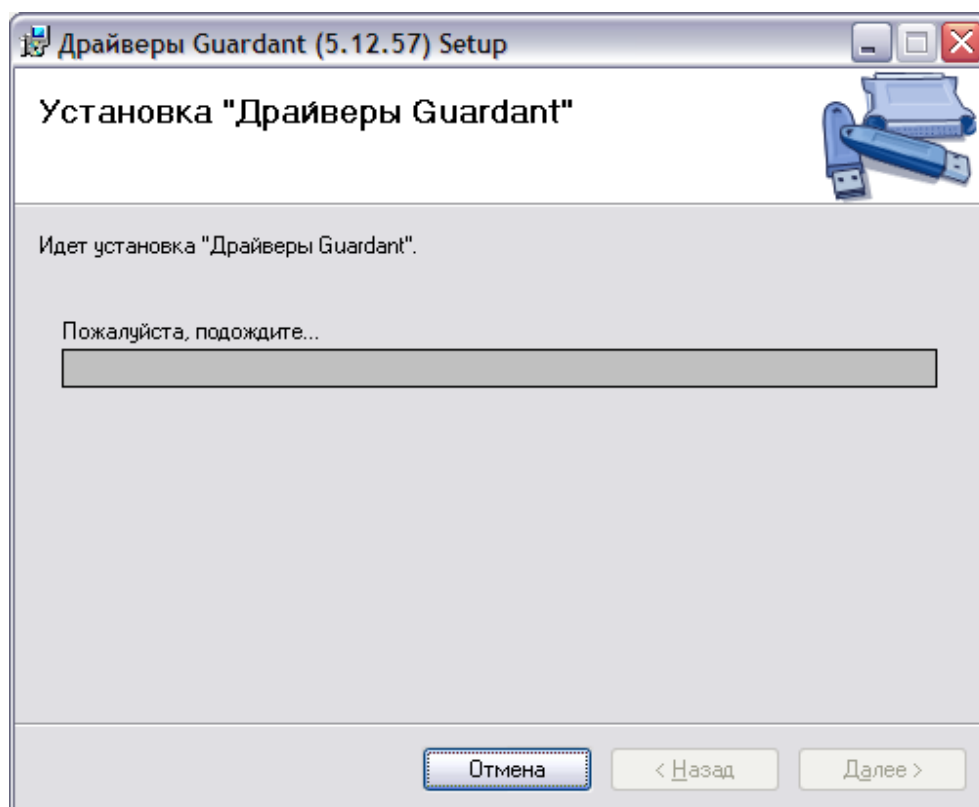 Драйверы Guardant (5.12.57) Setup
Установка "Драйверы Guardant"
Идет установка "Драйверы Guardant".
Пожалуйста, подождите...
Отмена
< Назад
Далее >